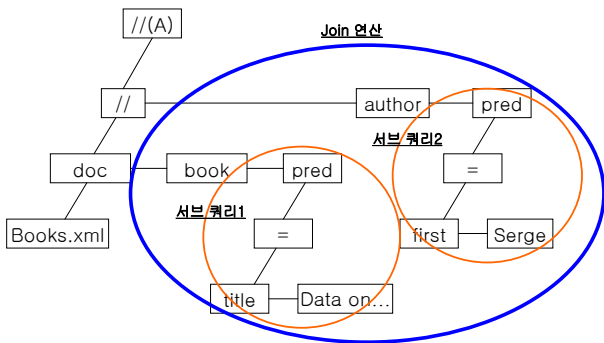 //(A)
Join 연산
//
author
pred
서브 쿼리2
doc
book
pred
=
서브 쿼리1
Books.xml
=
first
Serge
title
Data on...